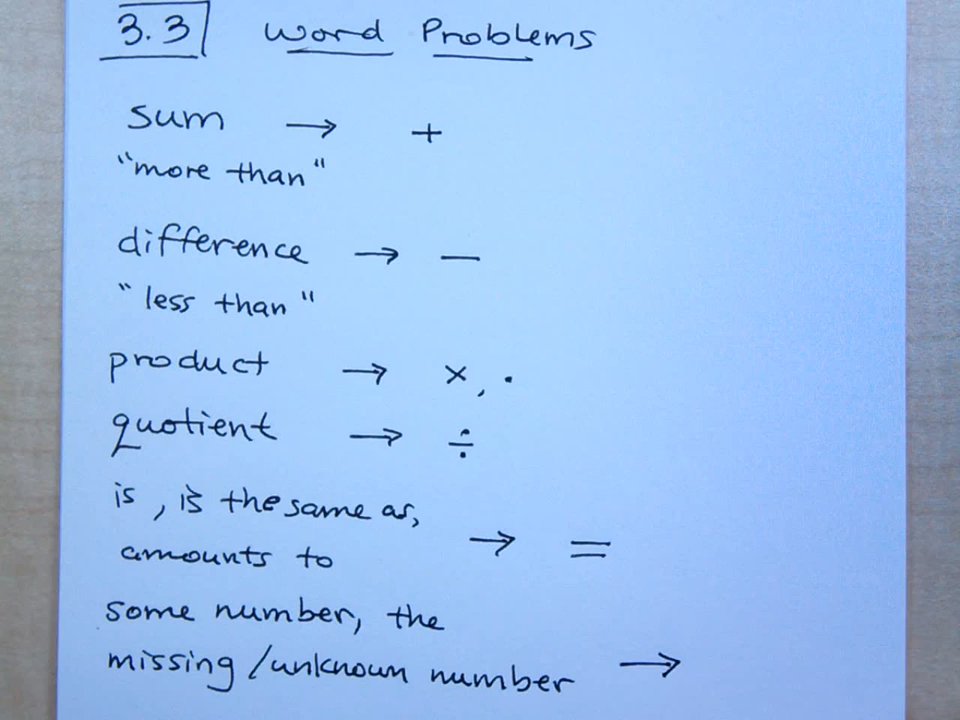 3.3 Word Problems
sum → +
"more than"
difference → —
"less than"
product → ×, ·
quotient → ÷
is, is the same as,
amounts to → =
some number, the
missing/unknown number →